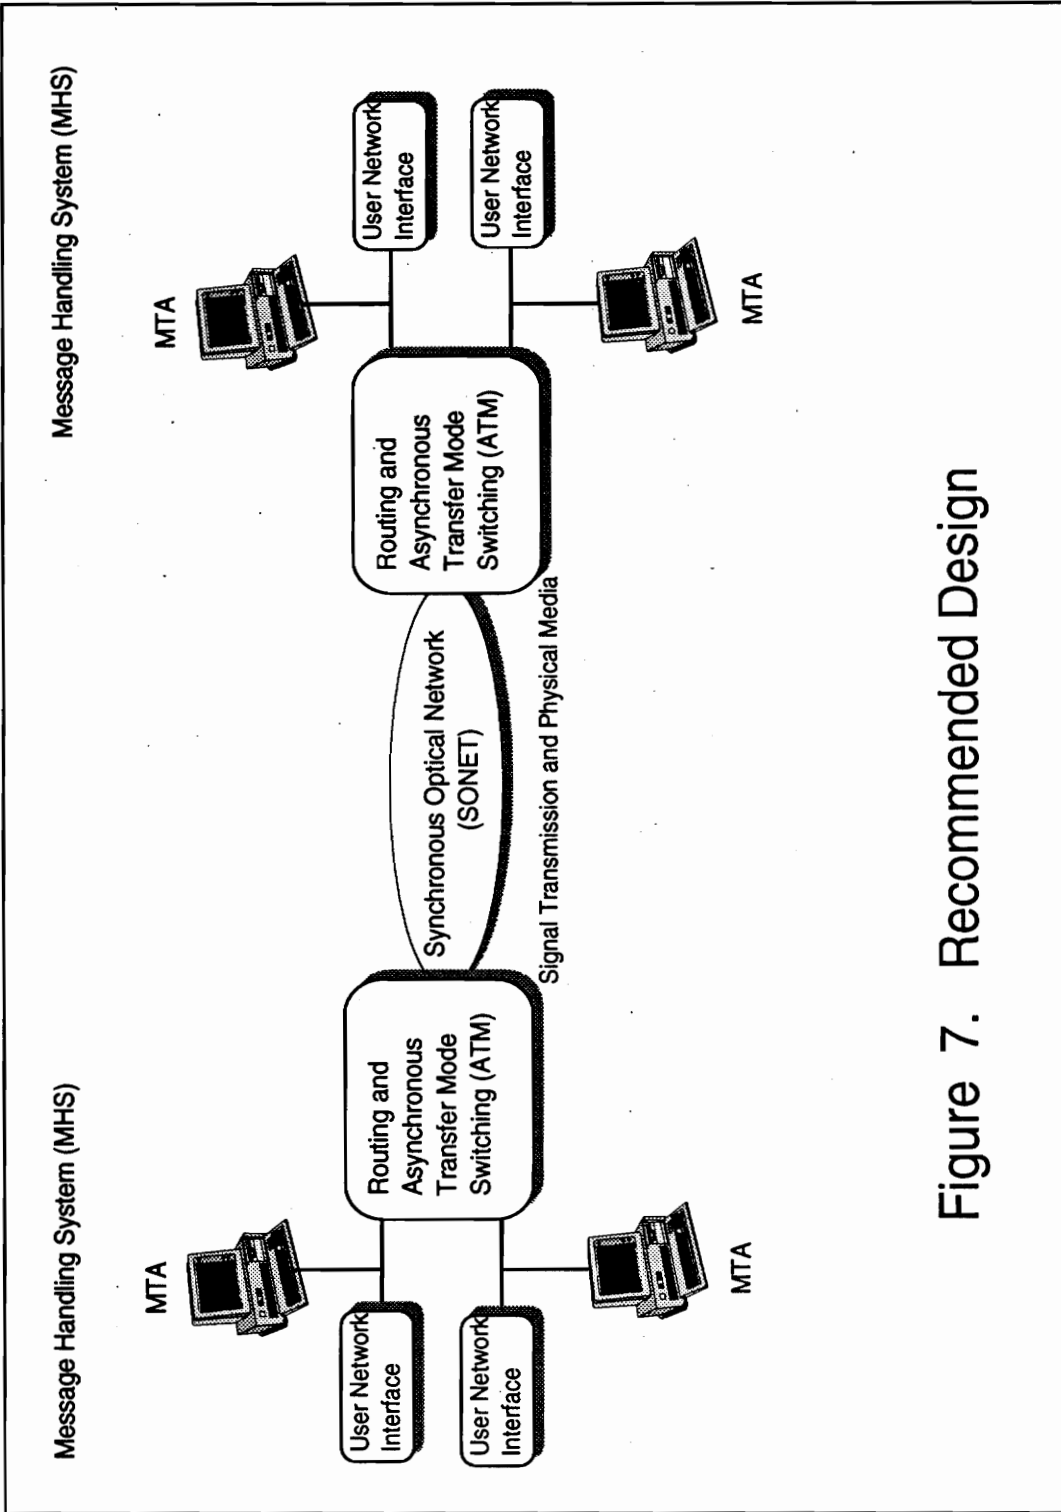 Message Handling System (MHS)
Message Handling System (MHS)
MTA
MTA
User Network
Interface
User Network
Interface
Routing and
Asynchronous
Transfer Mode
Switching (ATM)
Synchronous Optical Network
(SONET)
Signal Transmission and Physical Media
Routing and
Asynchronous
Transfer Mode
Switching (ATM)
User Network
Interface
User Network
Interface
MTA
MTA
Figure 7. Recommended Design